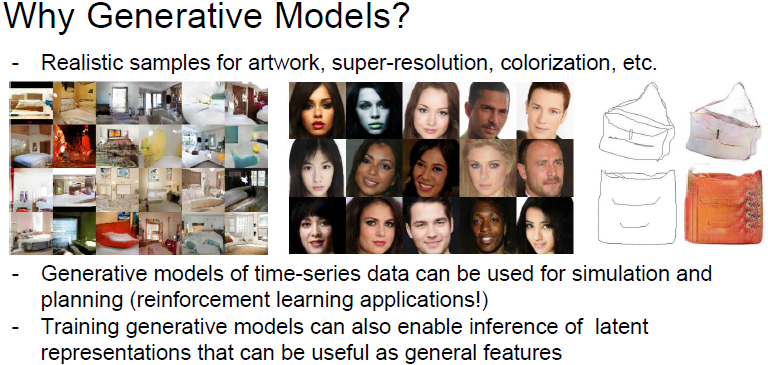 Why Generative Models?
- Realistic samples for artwork, super-resolution, colorization, etc.
- Generative models of time-series data can be used for simulation and
planning (reinforcement learning applications!)
- Training generative models can also enable inference of latent
representations that can be useful as general features